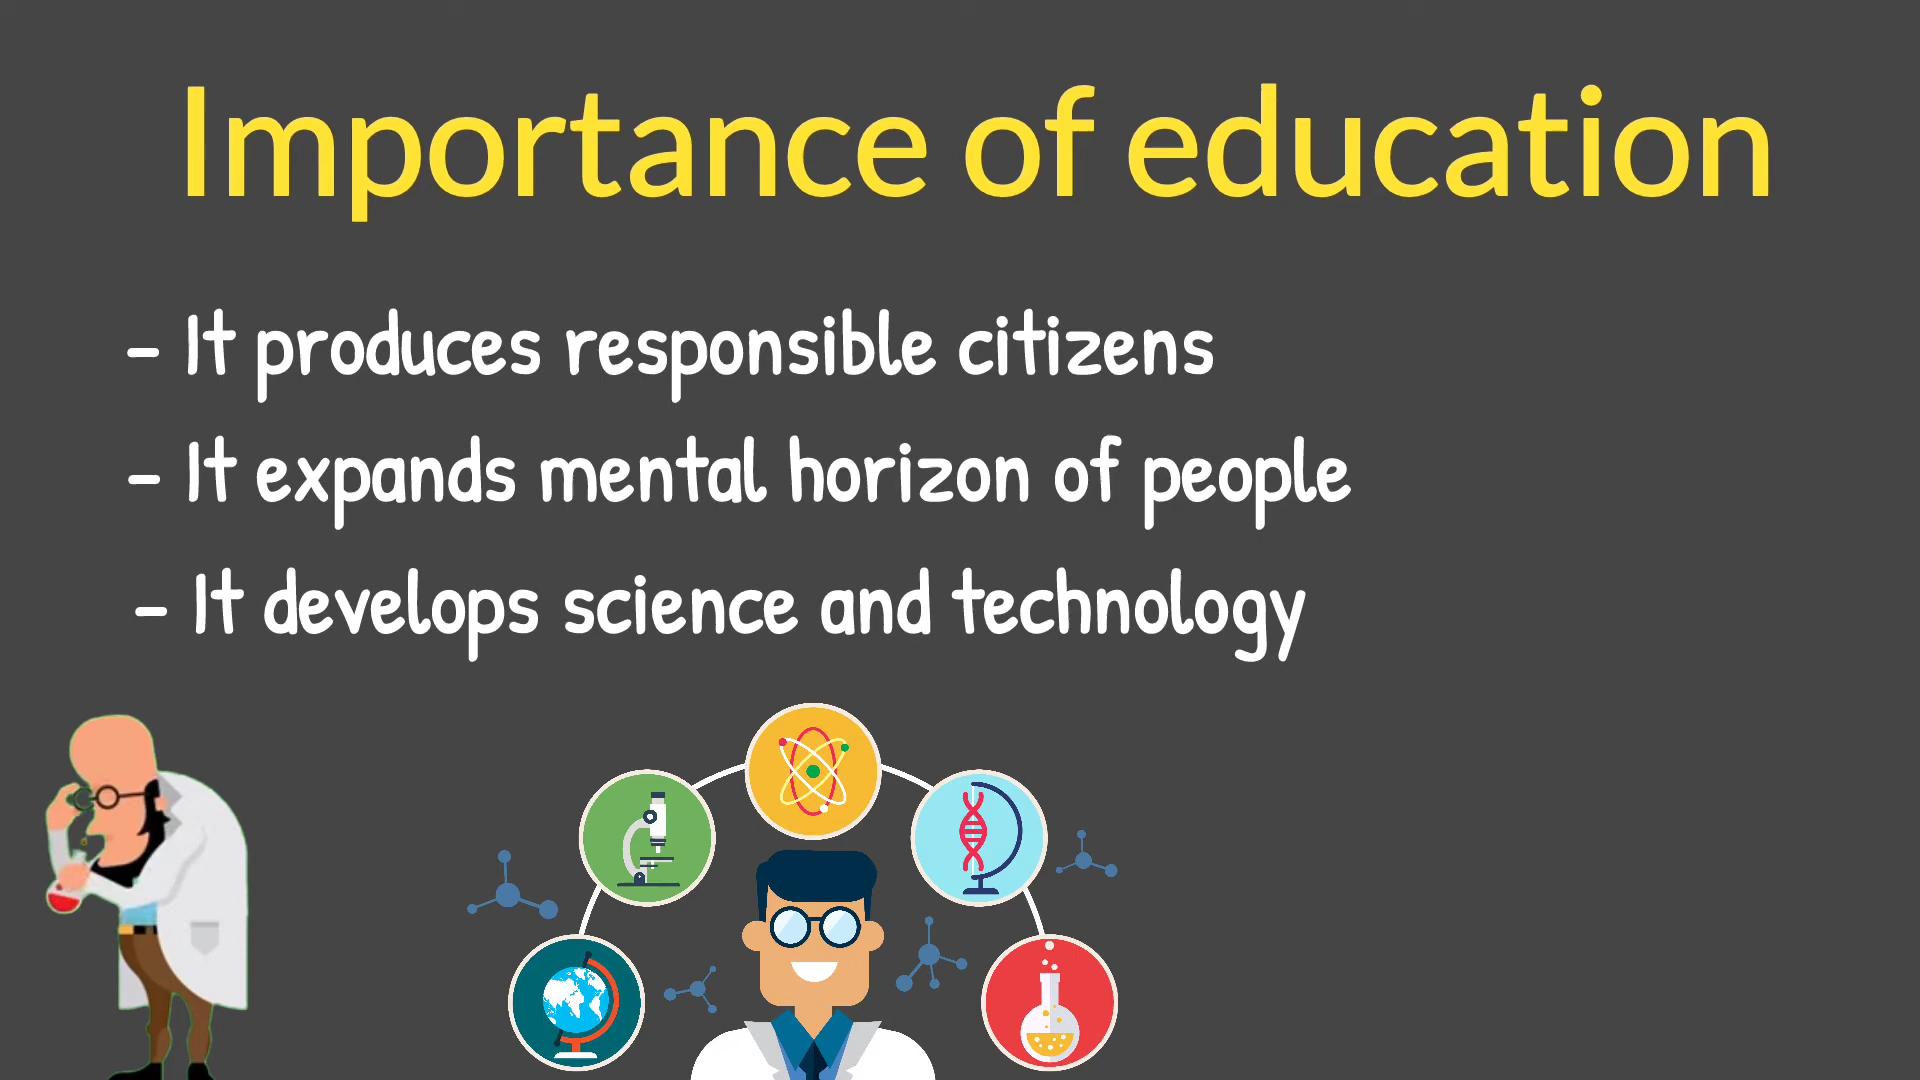 Importance of education
- It produces responsible citizens
- It expands mental horizon of people
- It develops science and technology